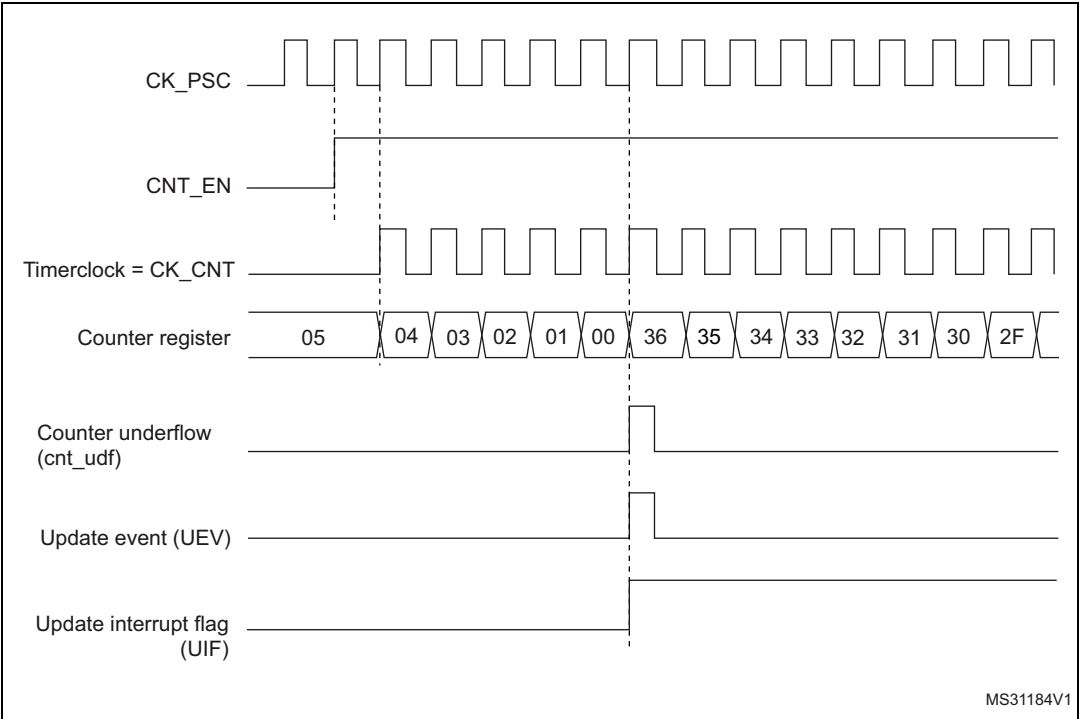 CK_PSC
CNT_EN
Timerclock = CK_CNT
Counter register 05 04 03 02 01 00 36 35 34 33 32 31 30 2F
Counter underflow
(cnt_udf)
Update event (UEV)
Update interrupt flag
(UIF)
MS31184V1